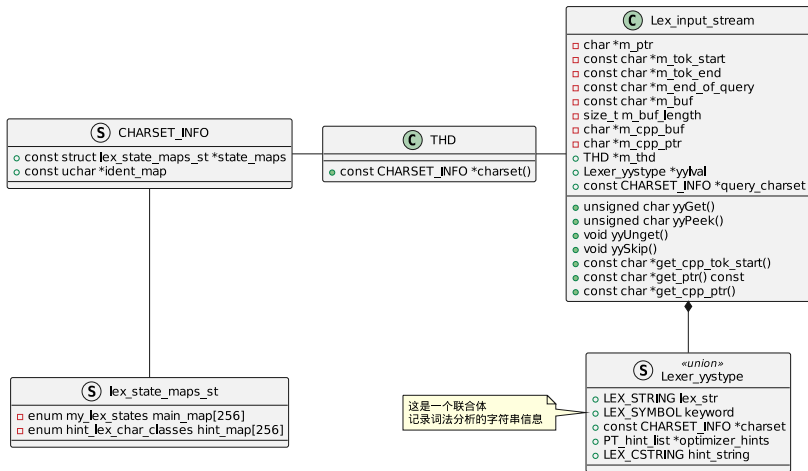 C Lex_input_stream
char *m_ptr
const char *m_tok_start
const char *m_tok_end
const char *m_end_of_query
const char *m_buf
size_t m_buf_length
char *m_cpp_buf
char *m_cpp_ptr
THD *m_thd
Lexer_yystype *yylval
const CHARSET_INFO *query_charset
unsigned char yyGet()
unsigned char yyPeek()
void yyUnget()
void yySkip()
const char *get_cpp_tok_start()
const char *get_ptr() const
const char *get_cpp_ptr()
S CHARSET_INFO
const struct lex_state_maps_st *state_maps
const uchar *ident_map
C THD
const CHARSET_INFO *charset()
S lex_state_maps_st
enum my_lex_states main_map[256]
enum hint_lex_char_classes hint_map[256]
这是一个联合体
记录词法分析的字符串信息
S «union»
Lexer_yystype
LEX_STRING lex_str
LEX_SYMBOL keyword
const CHARSET_INFO *charset
PT_hint_list *optimizer_hints
LEX_CSTRING hint_string